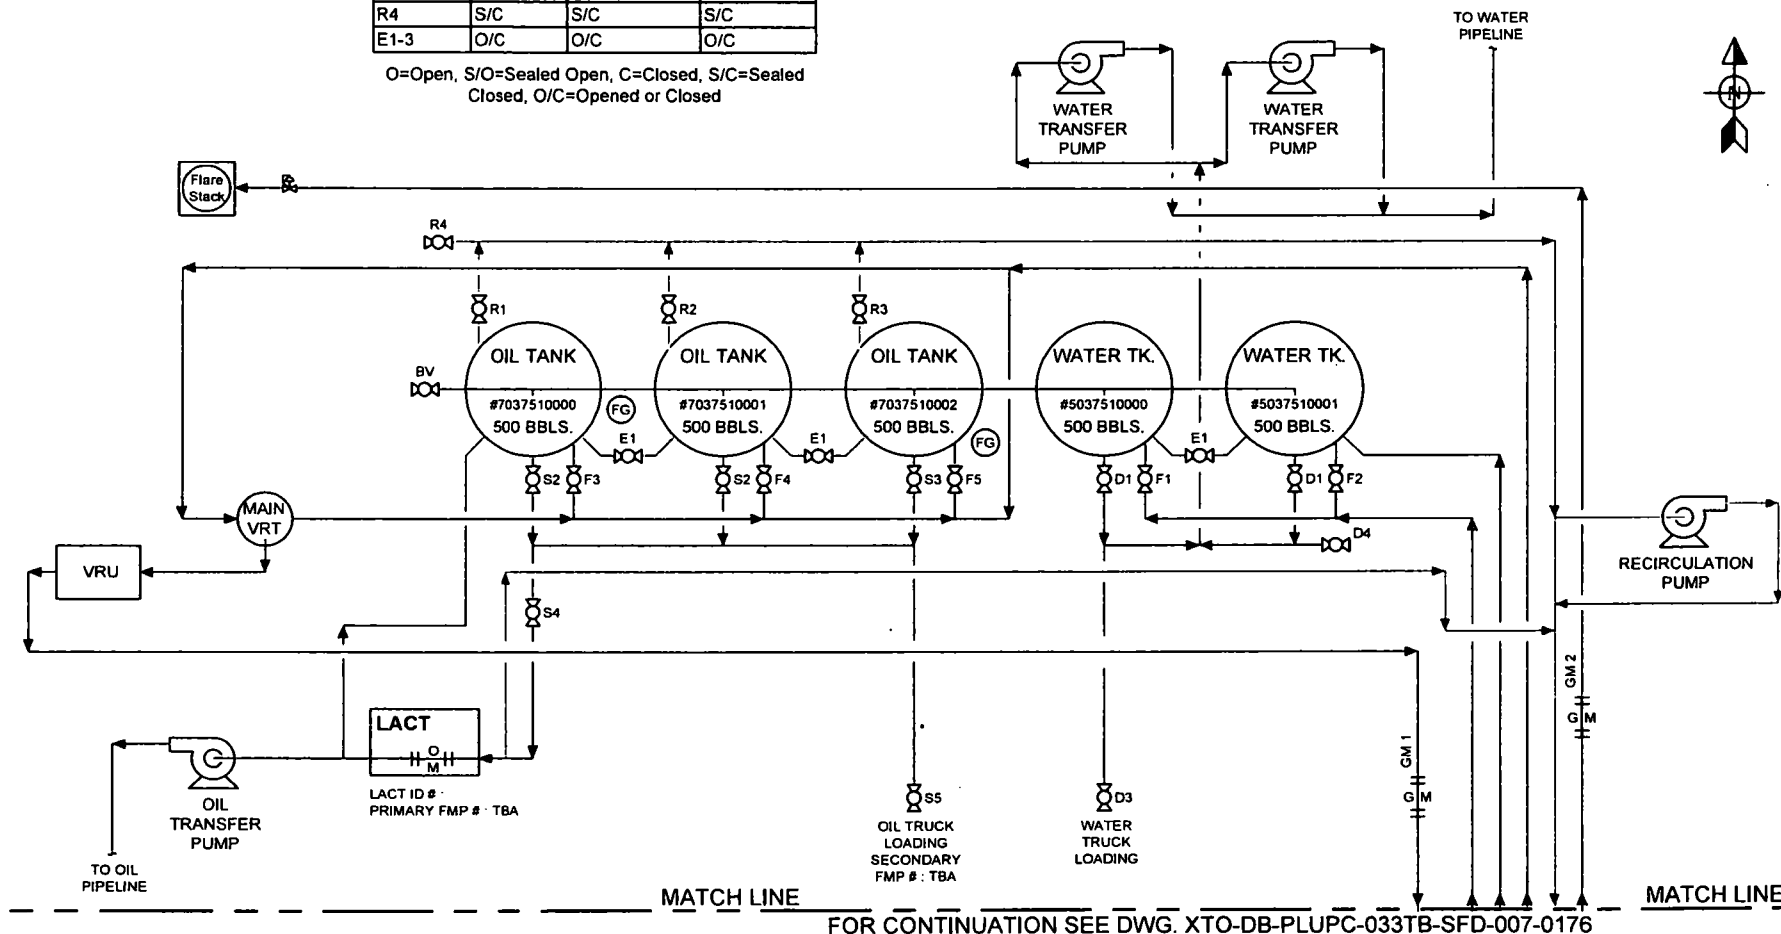 R4 S/C S/C S/C
E1-3 O/C O/C O/C
O=Open, S/O=Sealed Open, C=Closed, S/C=Sealed
Closed, O/C=Opened or Closed
TO WATER
PIPELINE
WATER
TRANSFER
PUMP
WATER
TRANSFER
PUMP
N
Flare
Stack
R4
R1
R2
R3
OIL TANK
#7037510000
500 BBLS.
OIL TANK
#7037510001
500 BBLS.
OIL TANK
#7037510002
500 BBLS.
WATER TK.
#5037510000
500 BBLS.
WATER TK.
#5037510001
500 BBLS.
BV
FG
FG
E1
E1
E1
S2
F3
S2
F4
S3
F5
D1
F1
D1
F2
D4
MAIN
VRT
VRU
RECIRCULATION
PUMP
S4
LACT
O
M
LACT ID #
PRIMARY FMP # : TBA
OIL
TRANSFER
PUMP
TO OIL
PIPELINE
S5
OIL TRUCK
LOADING
SECONDARY
FMP # : TBA
D3
WATER
TRUCK
LOADING
GM 1
G M
GM 2
G M
MATCH LINE
MATCH LINE
FOR CONTINUATION SEE DWG. XTO-DB-PLUPC-033TB-SFD-007-0176